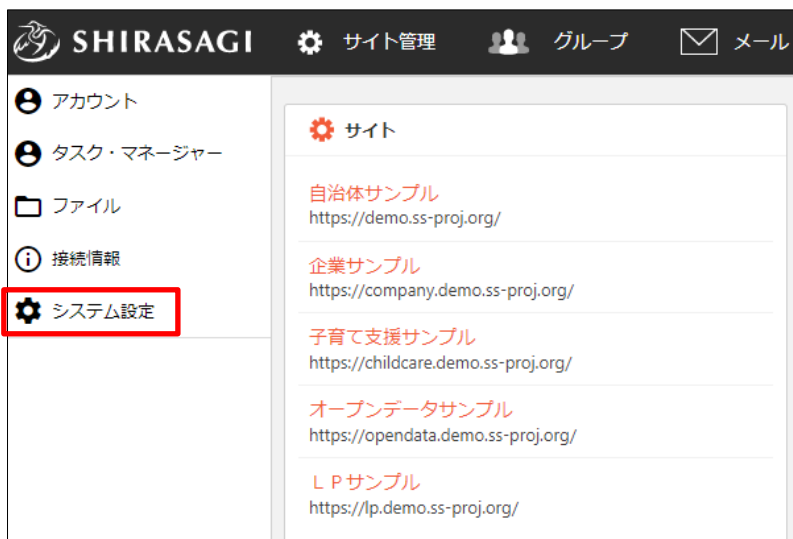 SHIRASAGI サイト管理 グループ メール
アカウント
タスク・マネージャー
ファイル
接続情報
システム設定
サイト
自治体サンプル
https://demo.ss-proj.org/
企業サンプル
https://company.demo.ss-proj.org/
子育て支援サンプル
https://childcare.demo.ss-proj.org/
オープンデータサンプル
https://opendata.demo.ss-proj.org/
ＬＰサンプル
https://lp.demo.ss-proj.org/